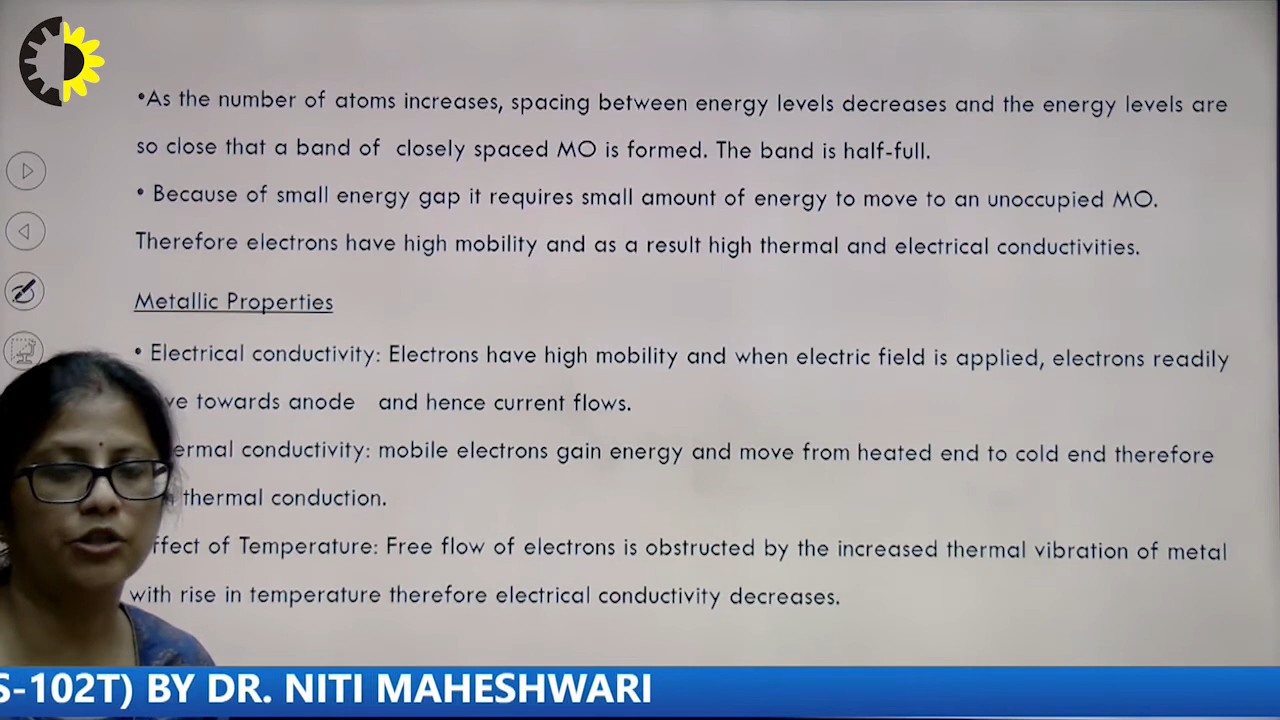 •As the number of atoms increases, spacing between energy levels decreases and the energy levels are
so close that a band of closely spaced MO is formed. The band is half-full.
• Because of small energy gap it requires small amount of energy to move to an unoccupied MO.
Therefore electrons have high mobility and as a result high thermal and electrical conductivities.
Metallic Properties
• Electrical conductivity: Electrons have high mobility and when electric field is applied, electrons readily
ve towards anode and hence current flows.
ermal conductivity: mobile electrons gain energy and move from heated end to cold end therefore
thermal conduction.
ffect of Temperature: Free flow of electrons is obstructed by the increased thermal vibration of metal
with rise in temperature therefore electrical conductivity decreases.
S-102T) BY DR. NITI MAHESHWARI